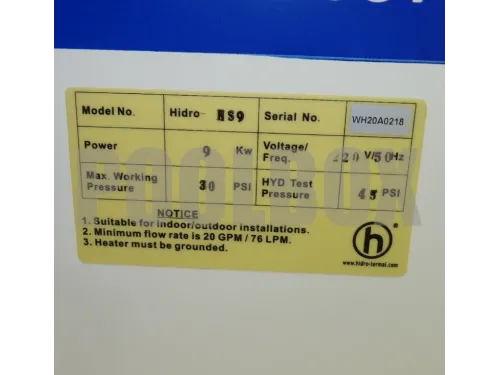 Model No. Hidro- HS9 Serial No. WH20A0218
Power 9 Kw Voltage/ Freq. 220 V/50Hz
Max. Working Pressure 30 PSI HYD Test Pressure 45 PSI
NOTICE
1. Suitable for indoor/outdoor installations.
2. Minimum flow rate is 20 GPM / 76 LPM.
3. Heater must be grounded.
h ®
www.hidro-termal.com
POOLBOX